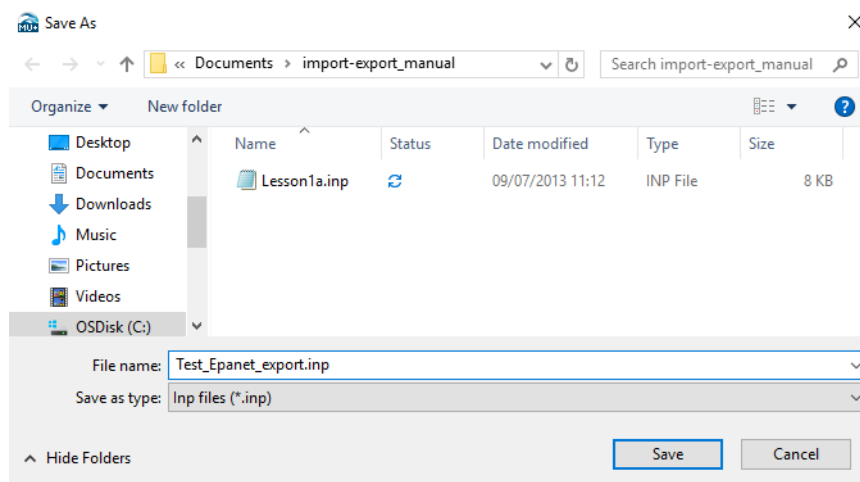 MU+ Save As
« Documents › import-export_manual Search import-export_manual
Organize New folder ?
Desktop Name Status Date modified Type Size
Documents Lesson1a.inp 09/07/2013 11:12 INP File 8 KB
Downloads
Music
Pictures
Videos
OSDisk (C:)
File name: Test_Epanet_export.inp
Save as type: Inp files (*.inp)
Hide Folders Save Cancel